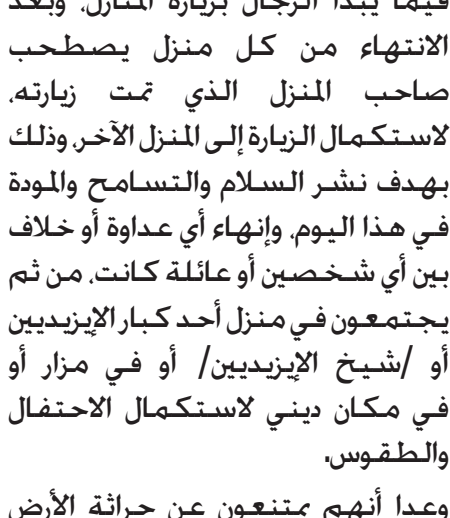 فيما يبدأ الرجال بزيارة المنازل، وبعد
الانتهاء من كل منزل يصطحب
صاحب المنزل الذي تمت زيارته،
لاستكمال الزيارة إلى المنزل الآخر، وذلك
بهدف نشر السلام والتسامح والمودة
في هذا اليوم، وإنهاء أي عداوة أو خلاف
بين أي شخصين أو عائلة كانت، من ثم
يجتمعون في منزل أحد كبار الإيزيديين
أو /شيخ الإيزيديين/ أو في مزار أو
في مكان ديني لاستكمال الاحتفال
والطقوس.
وعدا أنهم يمتنعون عن حراثة الأرض